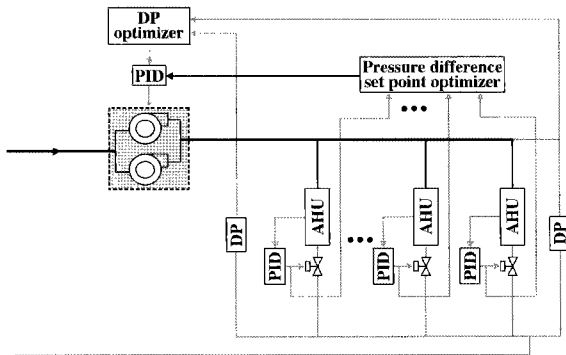 DP
optimizer
PID
Pressure difference
set point optimizer
AHU
AHU
AHU
DP
DP
PID
PID
PID